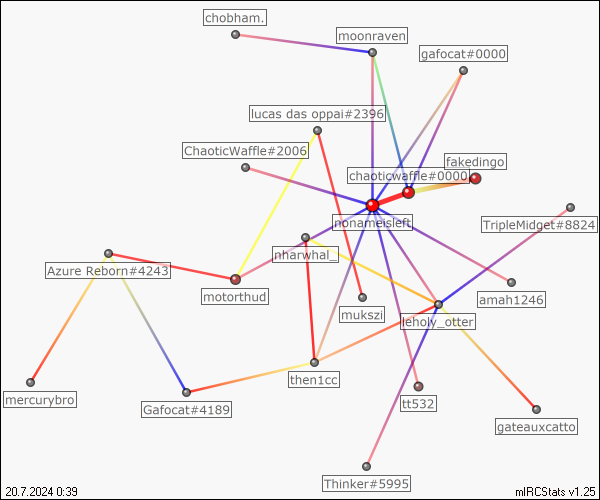 chobham.
moonraven
gafocat#0000
lucas das oppai#2396
ChaoticWaffle#2006
fakedingo
chaoticwaffle#0000
nonameisleft
TripleMidget#8824
nharwhal_
Azure Reborn#4243
motorthud
amah1246
mukszi
leholy_otter
then1cc
mercurybro
tt532
Gafocat#4189
gateauxcatto
Thinker#5995
20.7.2024 0:39
mIRCStats v1.25